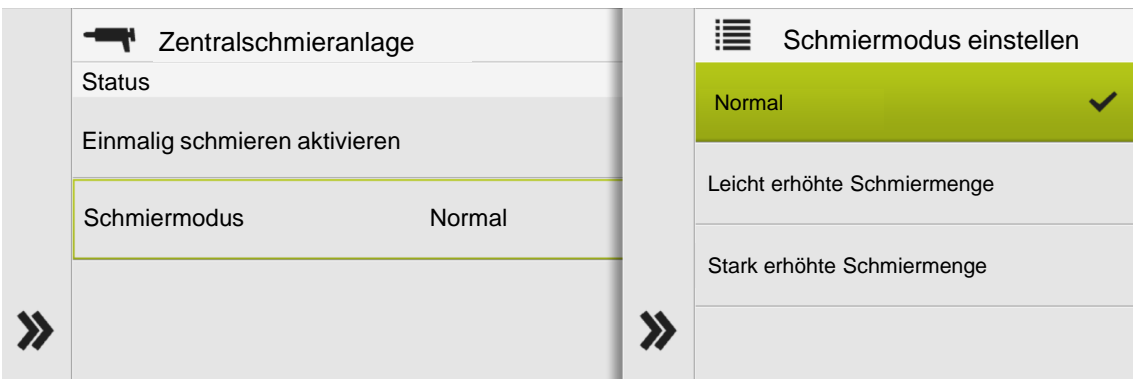 Zentralschmieranlage
Status
Einmalig schmieren aktivieren
Schmiermodus Normal
Schmiermodus einstellen
Normal
Leicht erhöhte Schmiermenge
Stark erhöhte Schmiermenge